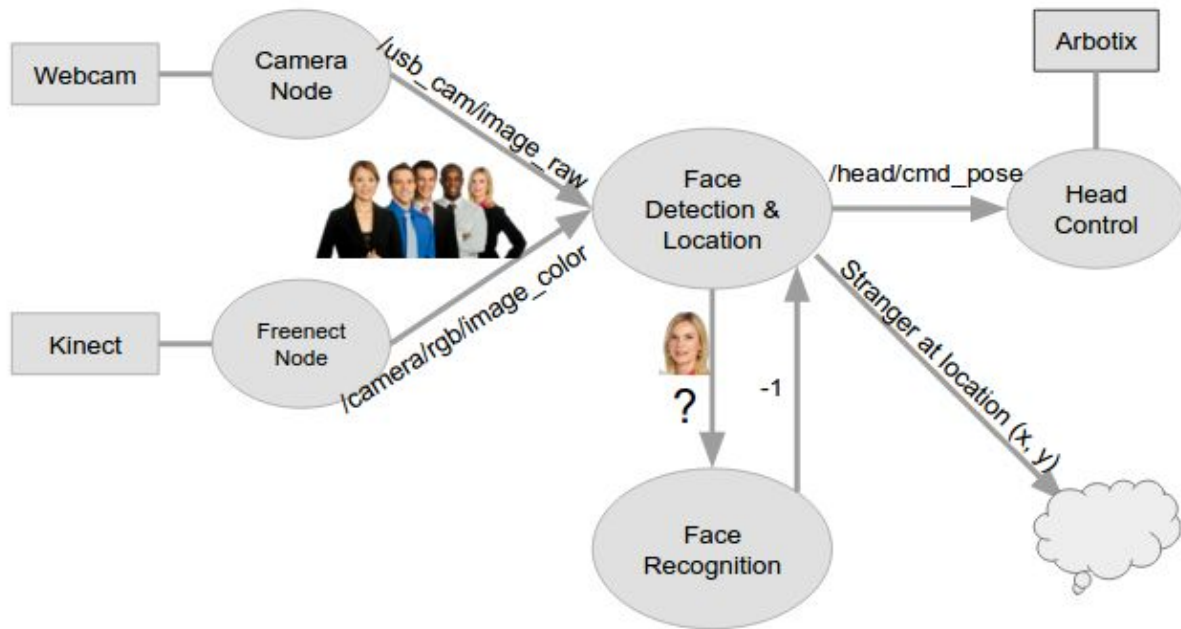 Webcam
Camera
Node
/usb_cam/image_raw
Arbotix
Face
Detection &
Location
/head/cmd_pose
Head
Control
Kinect
Freenect
Node
/camera/rgb/image_color
?
-1
Stranger at location (x, y)
Face
Recognition